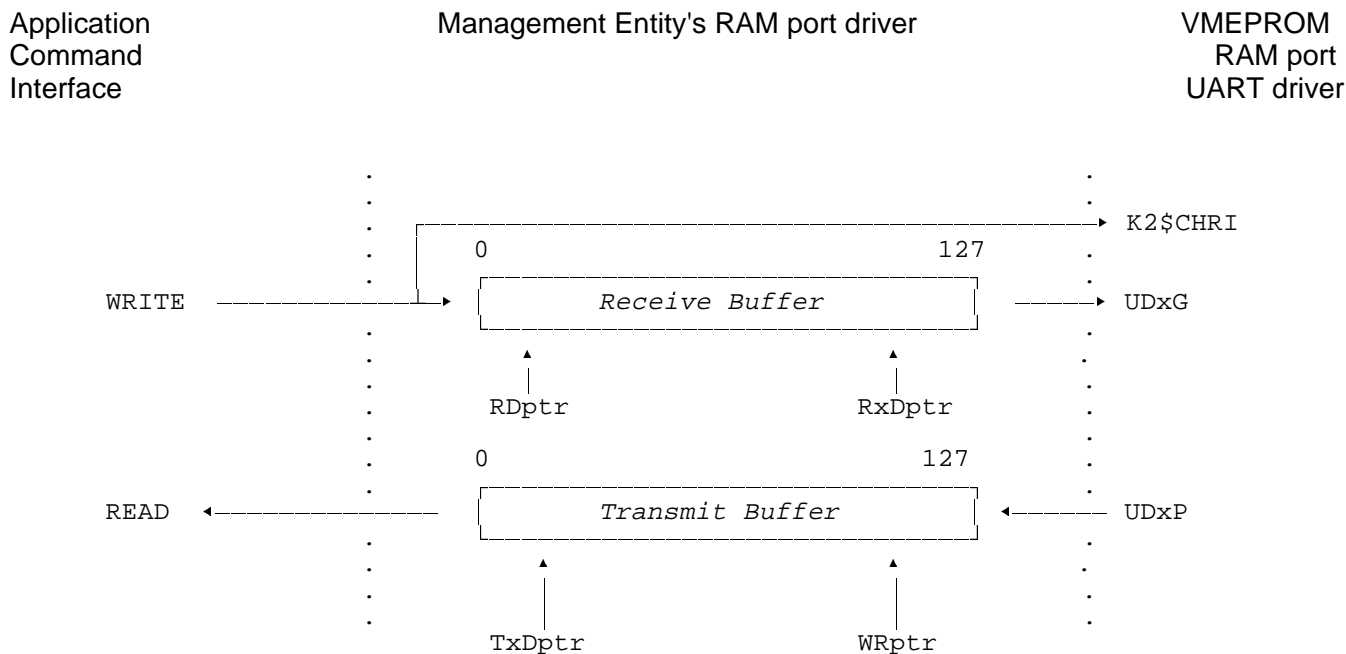 Application Management Entity's RAM port driver VMEPROM
Command RAM port
Interface UART driver
K2$CHRI
0 127
WRITE Receive Buffer UDxG
RDptr RxDptr
0 127
READ Transmit Buffer UDxP
TxDptr WRptr